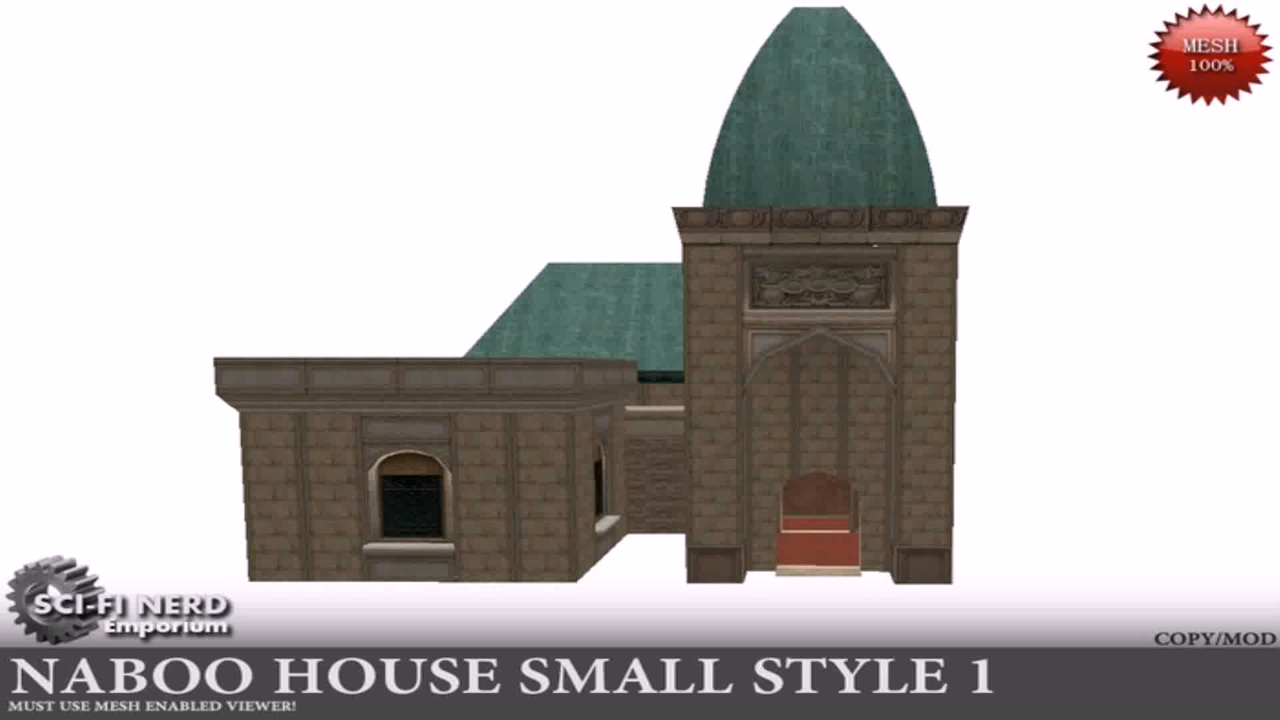 MESH
100%
SCI-FI NERD
Emporium
COPY/MOD
NABOO HOUSE SMALL STYLE 1
MUST USE MESH ENABLED VIEWER!